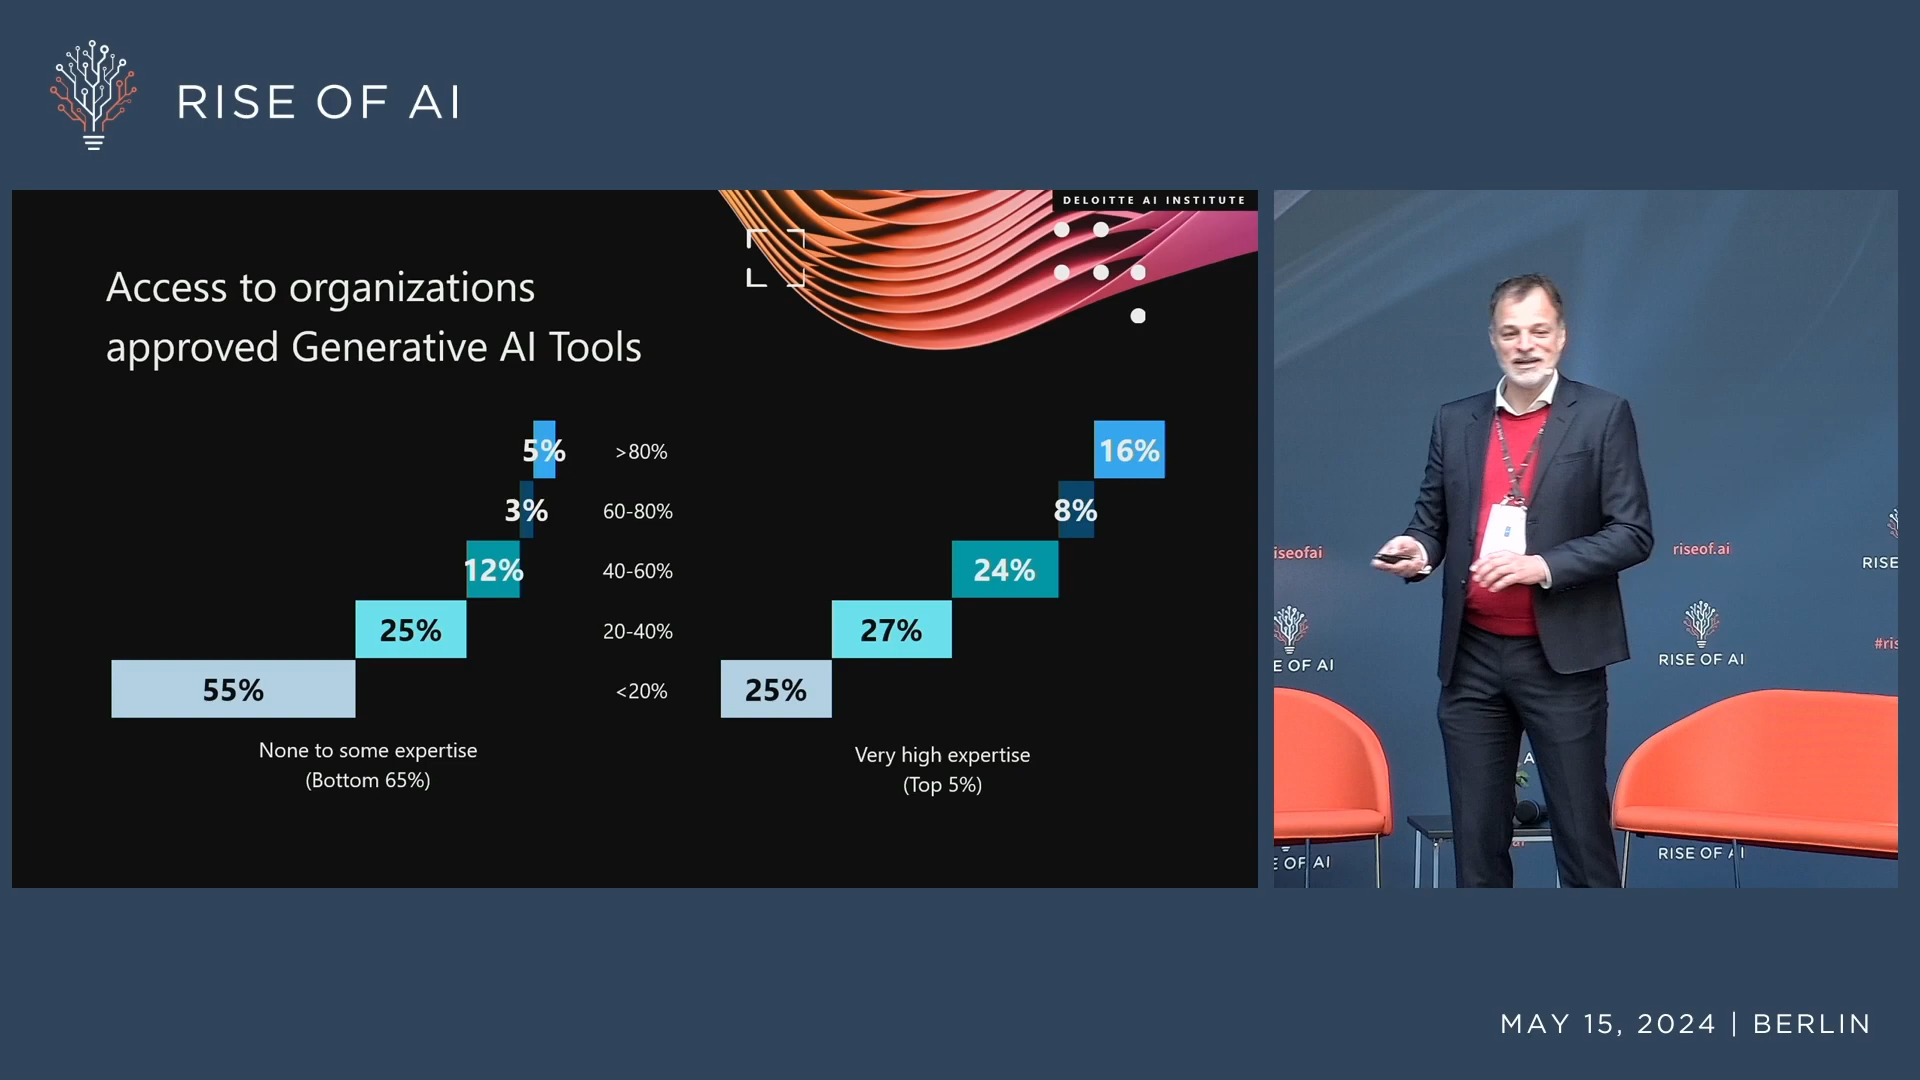 RISE OF AI
DELOITTE AI INSTITUTE
Access to organizations
approved Generative AI Tools
5%
>80%
16%
3%
60-80%
8%
12%
40-60%
24%
25%
20-40%
27%
55%
<20%
25%
None to some expertise
(Bottom 65%)
Very high expertise
(Top 5%)
iseofai
riseof.ai
RISE
#ris
E OF AI
RISE OF AI
E OF AI
RISE OF AI
MAY 15, 2024 | BERLIN